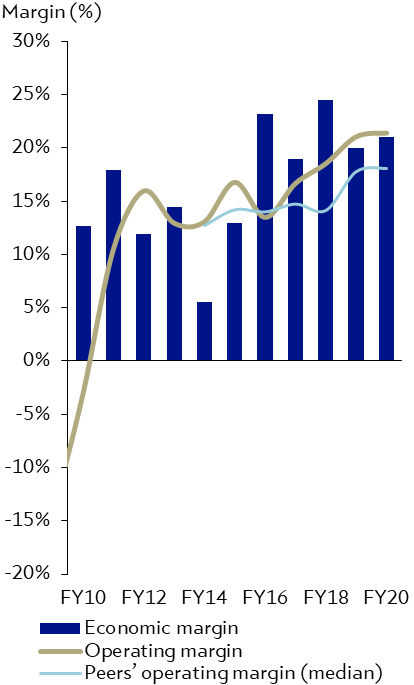 Margin (%)
30%
25%
20%
15%
10%
5%
0%
-5%
-10%
-15%
-20%
FY10 FY12 FY14 FY16 FY18 FY20
Economic margin
Operating margin
Peers’ operating margin (median)